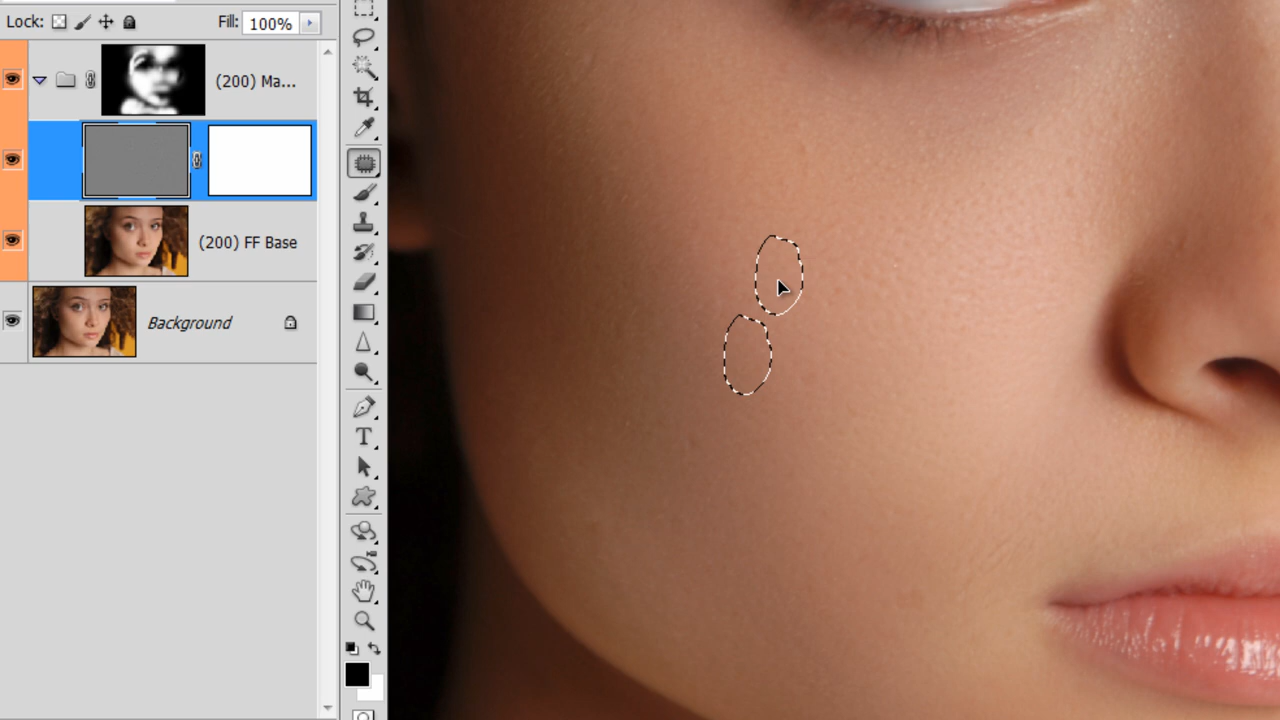 Lock: Fill: 100%
(200) Ma...
(200) FF Base
Background
T